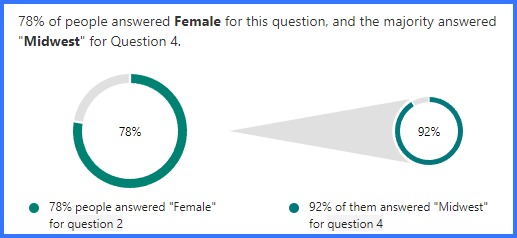 78% of people answered Female for this question, and the majority answered
"Midwest" for Question 4.
78%
92%
78% people answered "Female"
for question 2
92% of them answered "Midwest"
for question 4